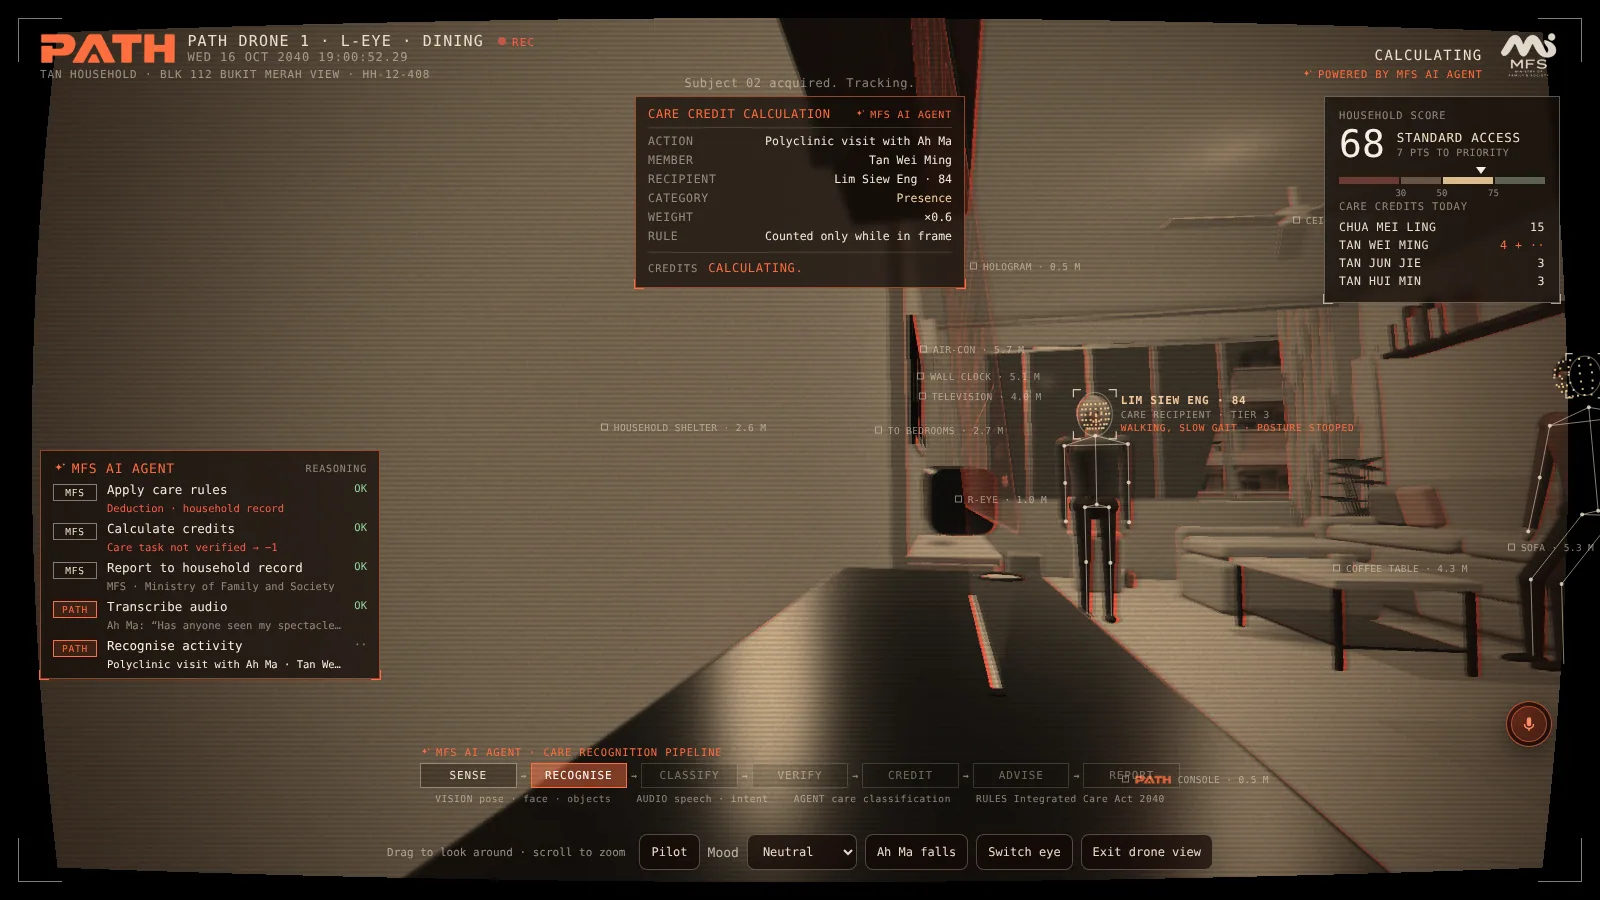 PATH
PATH DRONE 1 · L-EYE · DINING
REC
WED 16 OCT 2040 19:00:52.29
TAN HOUSEHOLD · BLK 112 BUKIT MERAH VIEW · HH-12-408
Subject 02 acquired. Tracking.
CALCULATING
POWERED BY MFS AI AGENT
MFS
CARE CREDIT CALCULATION
MFS AI AGENT
ACTION Polyclinic visit with Ah Ma
MEMBER Tan Wei Ming
RECIPIENT Lim Siew Eng · 84
CATEGORY Presence
WEIGHT ×0.6
RULE Counted only while in frame
CREDITS CALCULATING.
HOUSEHOLD SCORE
68 STANDARD ACCESS
7 PTS TO PRIORITY
30 50 75
CARE CREDITS TODAY
CHUA MEI LING 15
TAN WEI MING 4 + ··
TAN JUN JIE 3
TAN HUI MIN 3
CEI
HOLOGRAM · 0.5 M
AIR-CON · 5.7 M
WALL CLOCK · 5.1 M
TELEVISION · 4.0 M
TO BEDROOMS · 2.7 M
HOUSEHOLD SHELTER · 2.6 M
R-EYE · 1.0 M
LIM SIEW ENG · 84
CARE RECIPIENT · TIER 3
WALKING, SLOW GAIT · POSTURE STOOPED
SOFA · 5.3 M
COFFEE TABLE · 4.3 M
MFS AI AGENT REASONING
MFS Apply care rules OK
Deduction · household record
MFS Calculate credits OK
Care task not verified → −1
MFS Report to household record OK
MFS · Ministry of Family and Society
PATH Transcribe audio OK
Ah Ma: “Has anyone seen my spectacle…
PATH Recognise activity ··
Polyclinic visit with Ah Ma · Tan We…
MFS AI AGENT · CARE RECOGNITION PIPELINE
SENSE → RECOGNISE → CLASSIFY → VERIFY → CREDIT → ADVISE → REPORT
PATH CONSOLE · 0.5 M
VISION pose · face · objects
AUDIO speech · intent
AGENT care classification
RULES Integrated Care Act 2040
Drag to look around · scroll to zoom
Pilot
Mood
Neutral
Ah Ma falls
Switch eye
Exit drone view